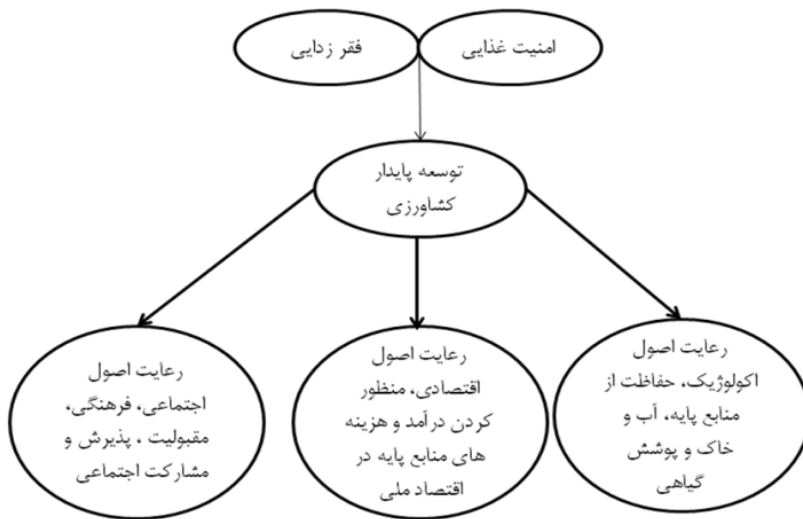 امنیت غذایی
فقر زدایی
توسعه پایدار
کشاورزی
رعایت اصول
اکولوژیک، حفاظت از
منابع پایه، آب و
خاک و پوشش
گیاهی
رعایت اصول
اقتصادی، منظور
کردن درآمد و هزینه
های منابع پایه در
اقتصاد ملی
رعایت اصول
اجتماعی، فرهنگی،
مقبولیت ، پذیرش و
مشارکت اجتماعی